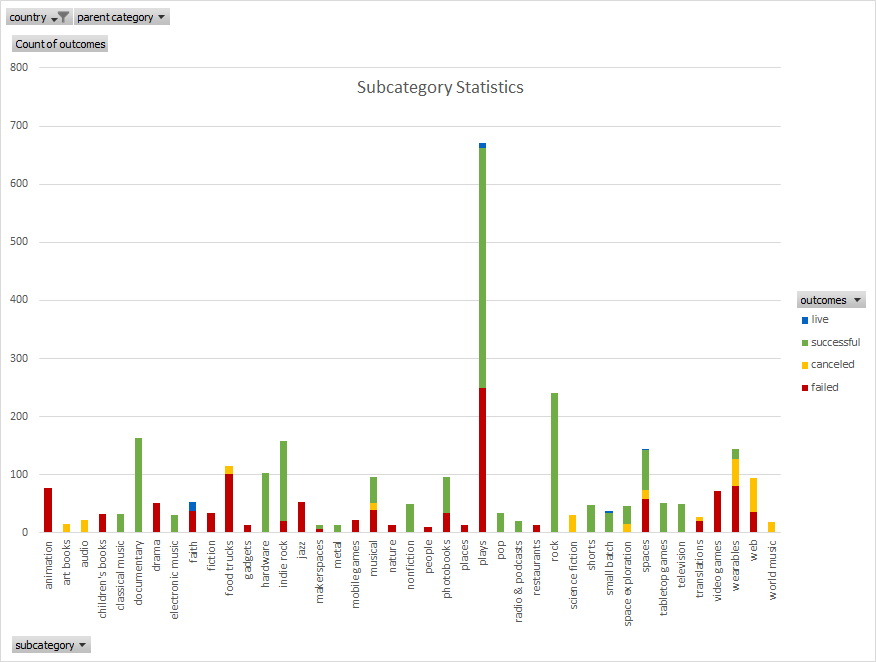 country
parent category
Count of outcomes
Subcategory Statistics
800
700
600
500
400
300
200
100
0
animation
art books
audio
children's books
classical music
documentary
drama
electronic music
faith
fiction
food trucks
gadgets
hardware
indie rock
jazz
makerspaces
metal
mobile games
musical
nature
nonfiction
people
photobooks
places
plays
pop
radio & podcasts
restaurants
rock
science fiction
shorts
small batch
space exploration
spaces
tabletop games
television
translations
video games
wearables
web
world music
outcomes
live
successful
canceled
failed
subcategory